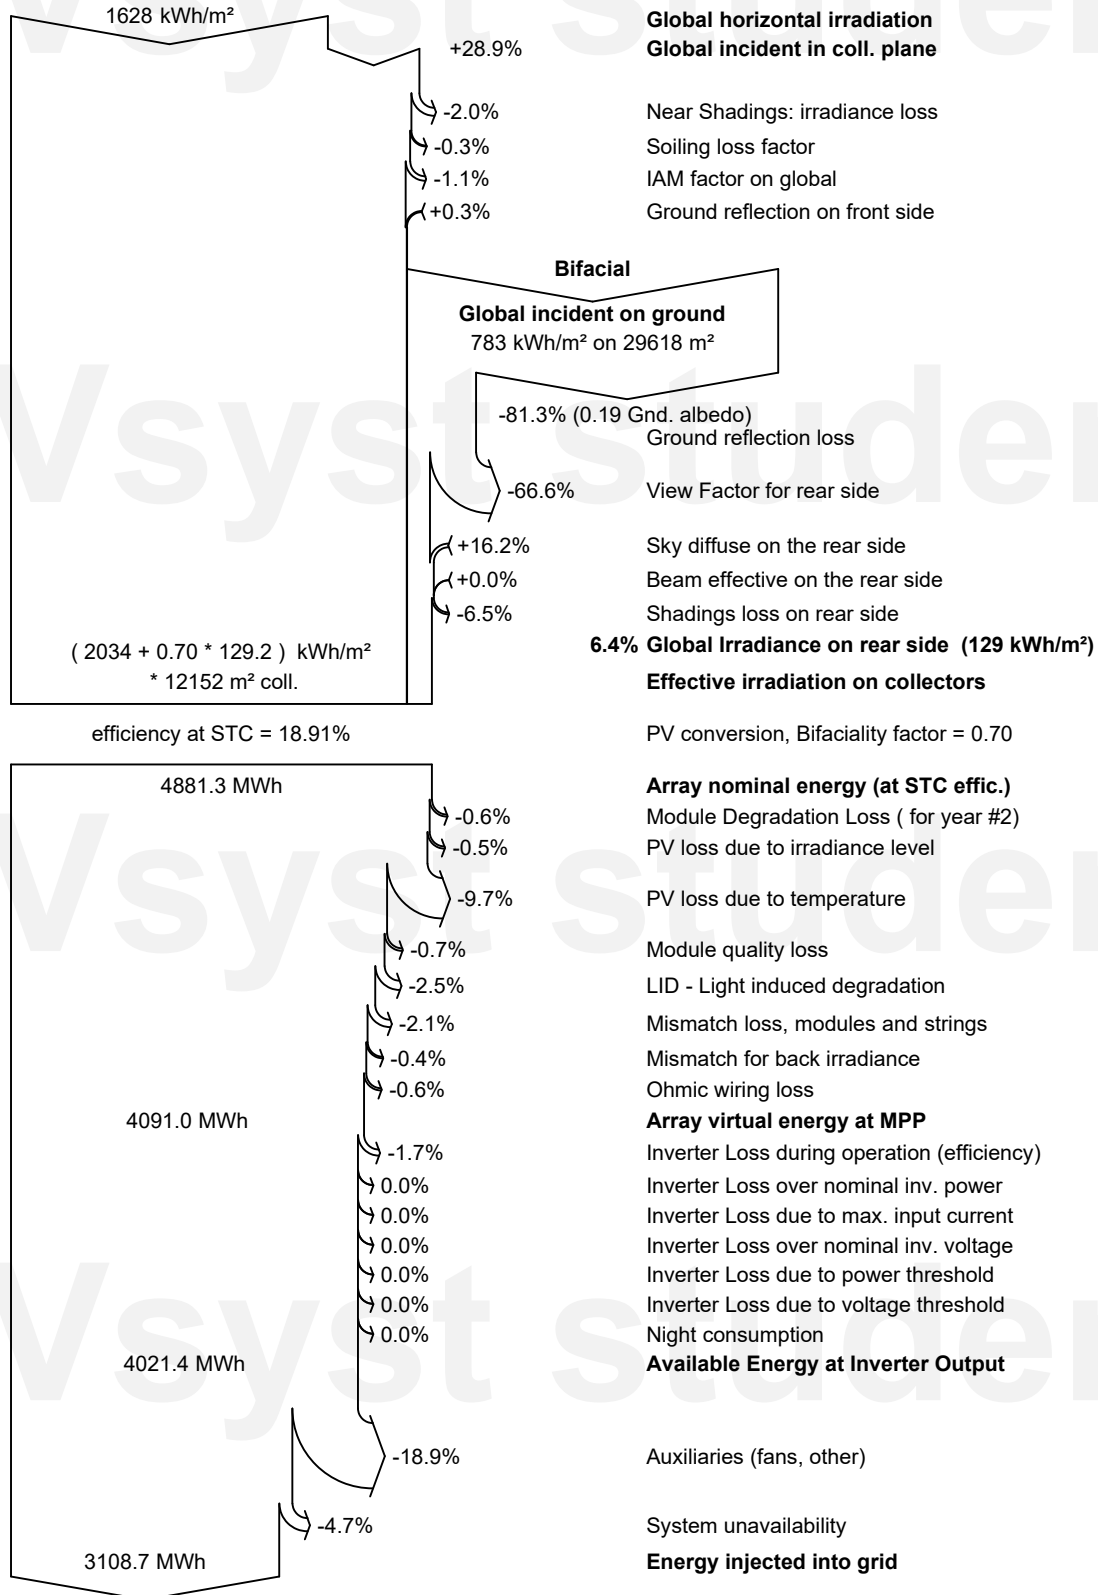 1628 kWh/m² Global horizontal irradiation
+28.9% Global incident in coll. plane
-2.0% Near Shadings: irradiance loss
-0.3% Soiling loss factor
-1.1% IAM factor on global
+0.3% Ground reflection on front side
Bifacial
Global incident on ground
783 kWh/m² on 29618 m²
-81.3% (0.19 Gnd. albedo)
Ground reflection loss
-66.6% View Factor for rear side
+16.2% Sky diffuse on the rear side
+0.0% Beam effective on the rear side
-6.5% Shadings loss on rear side
6.4% Global Irradiance on rear side (129 kWh/m²)
( 2034 + 0.70 * 129.2 ) kWh/m²
* 12152 m² coll. Effective irradiation on collectors
efficiency at STC = 18.91% PV conversion, Bifaciality factor = 0.70
4881.3 MWh Array nominal energy (at STC effic.)
-0.6% Module Degradation Loss ( for year #2)
-0.5% PV loss due to irradiance level
-9.7% PV loss due to temperature
-0.7% Module quality loss
-2.5% LID - Light induced degradation
-2.1% Mismatch loss, modules and strings
-0.4% Mismatch for back irradiance
-0.6% Ohmic wiring loss
4091.0 MWh Array virtual energy at MPP
-1.7% Inverter Loss during operation (efficiency)
0.0% Inverter Loss over nominal inv. power
0.0% Inverter Loss due to max. input current
0.0% Inverter Loss over nominal inv. voltage
0.0% Inverter Loss due to power threshold
0.0% Inverter Loss due to voltage threshold
0.0% Night consumption
4021.4 MWh Available Energy at Inverter Output
-18.9% Auxiliaries (fans, other)
-4.7% System unavailability
3108.7 MWh Energy injected into grid
Vsyst studen
Vsyst studen
Vsyst studen
Vsyst studen